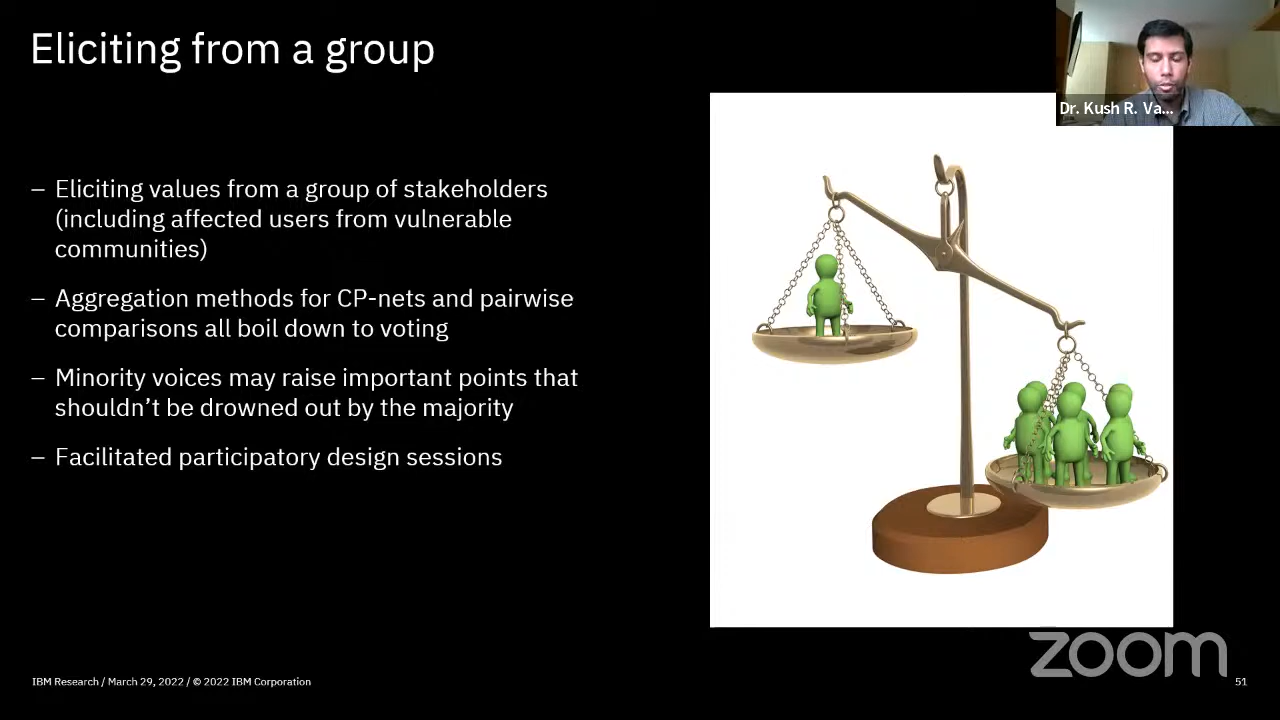 Eliciting from a group
Dr. Kush R. Va...
– Eliciting values from a group of stakeholders
(including affected users from vulnerable
communities)
– Aggregation methods for CP-nets and pairwise
comparisons all boil down to voting
– Minority voices may raise important points that
shouldn’t be drowned out by the majority
– Facilitated participatory design sessions
zoom
IBM Research / March 29, 2022 / © 2022 IBM Corporation
51